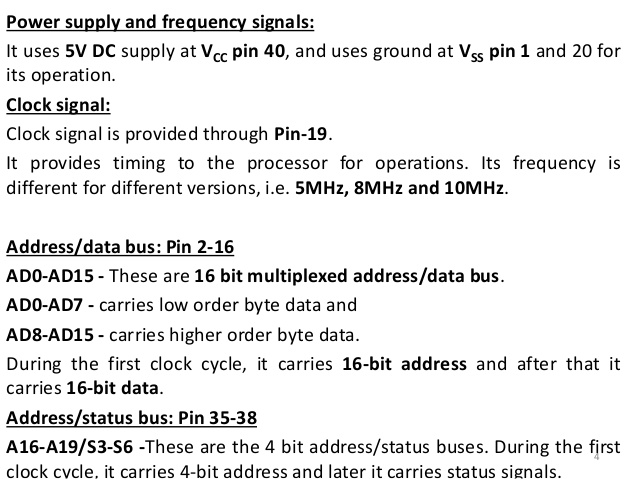 Power supply and frequency signals:
It uses 5V DC supply at VCC pin 40, and uses ground at VSS pin 1 and 20 for
its operation.
Clock signal:
Clock signal is provided through Pin-19.
It provides timing to the processor for operations. Its frequency is
different for different versions, i.e. 5MHz, 8MHz and 10MHz.
Address/data bus: Pin 2-16
AD0-AD15 - These are 16 bit multiplexed address/data bus.
AD0-AD7 - carries low order byte data and
AD8-AD15 - carries higher order byte data.
During the first clock cycle, it carries 16-bit address and after that it
carries 16-bit data.
Address/status bus: Pin 35-38
A16-A19/S3-S6 -These are the 4 bit address/status buses. During the first
4
clock cycle, it carries 4-bit address and later it carries status signals.